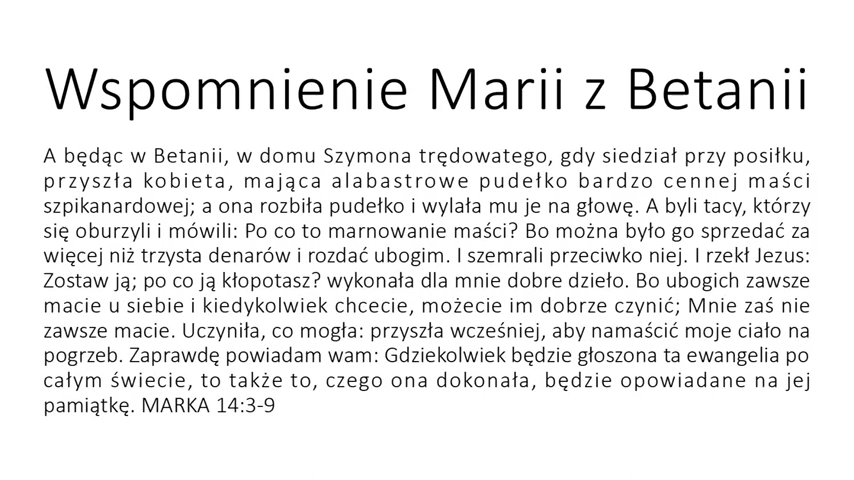 Wspomnienie Marii z Betanii
A będąc w Betanii, w domu Szymona trędowatego, gdy siedział przy posiłku,
przyszła kobieta, mająca alabastrowe pudełko bardzo cennej maści
szpikanardowej; a ona rozbiła pudełko i wylała mu je na głowę. A byli tacy, którzy
się oburzyli i mówili: Po co to marnowanie maści? Bo można było go sprzedać za
więcej niż trzysta denarów i rozdać ubogim. I szemrali przeciwko niej. I rzekł Jezus:
Zostaw ją; po co ją kłopotasz? wykonała dla mnie dobre dzieło. Bo ubogich zawsze
macie u siebie i kiedykolwiek chcecie, możecie im dobrze czynić; Mnie zaś nie
zawsze macie. Uczyniła, co mogła: przyszła wcześniej, aby namaścić moje ciało na
pogrzeb. Zaprawdę powiadam wam: Gdziekolwiek będzie głoszona ta ewangelia po
całym świecie, to także to, czego ona dokonała, będzie opowiadane na jej
pamiątkę. MARKA 14:3-9